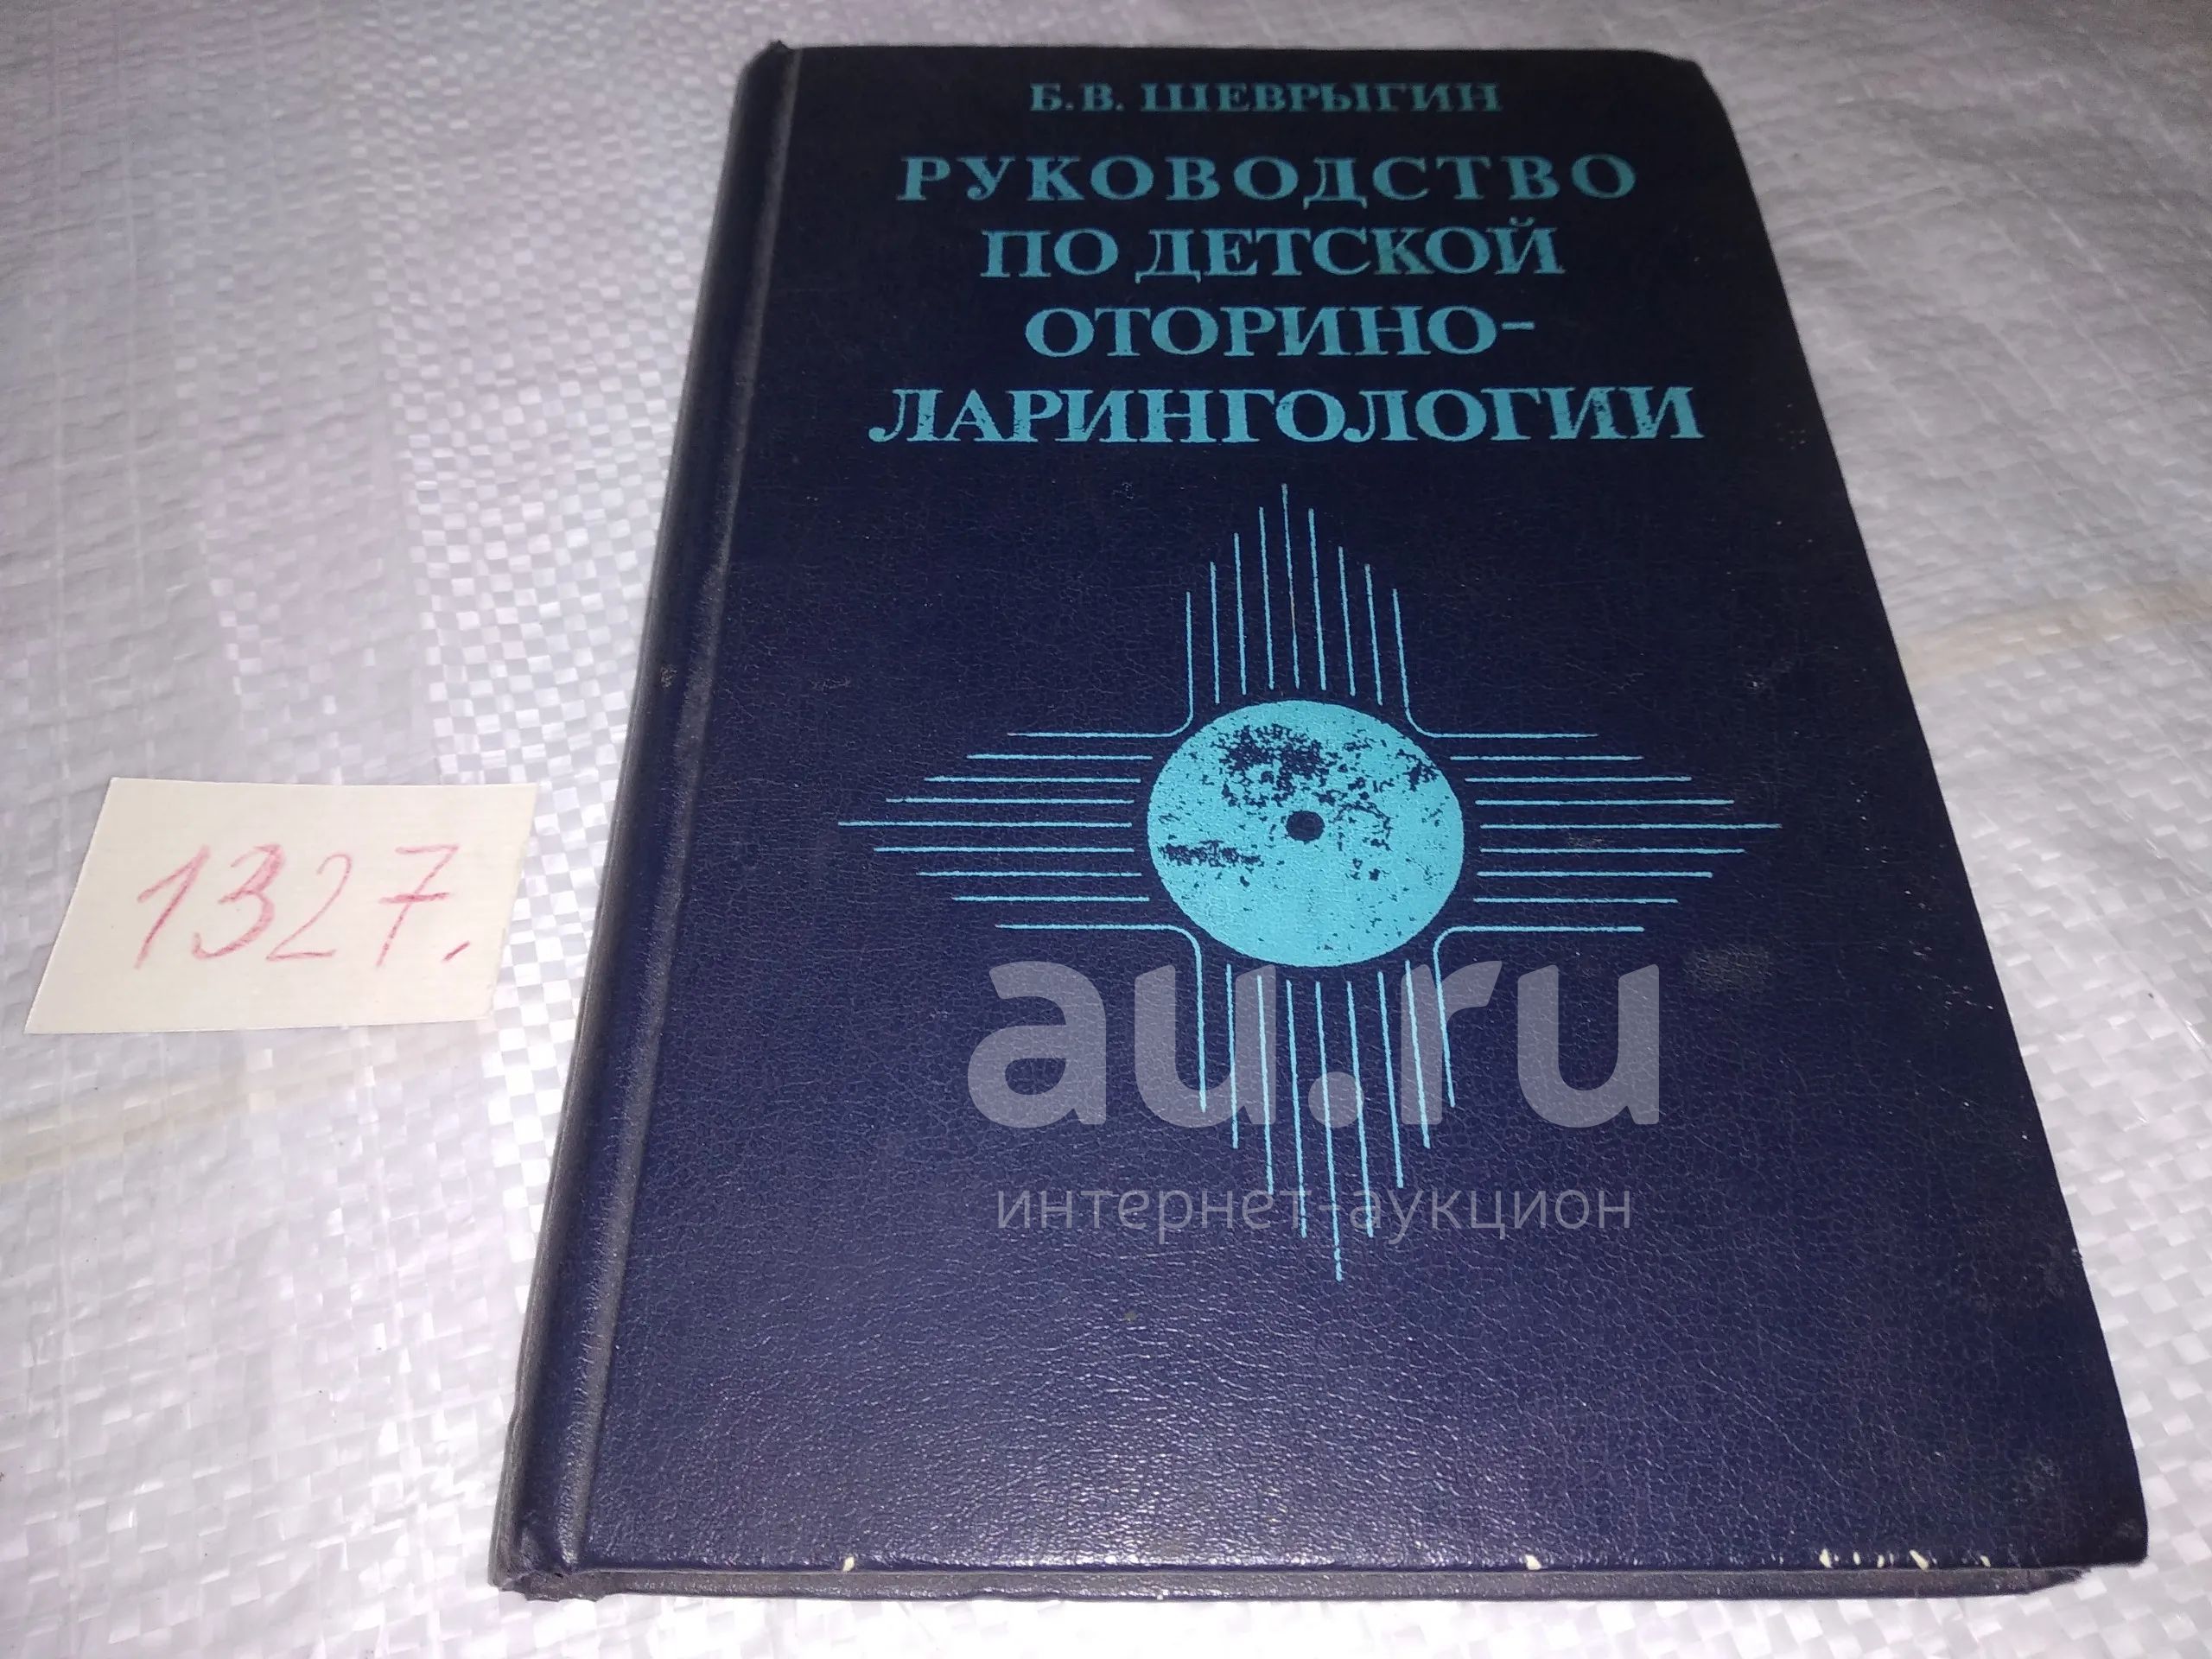 Б.В. ШЕВРЫГИН
РУКОВОДСТВО
ПО ДЕТСКОЙ
ОТОРИНО-
ЛАРИНГОЛОГИИ
1327.
au.ru
интернет-аукцион